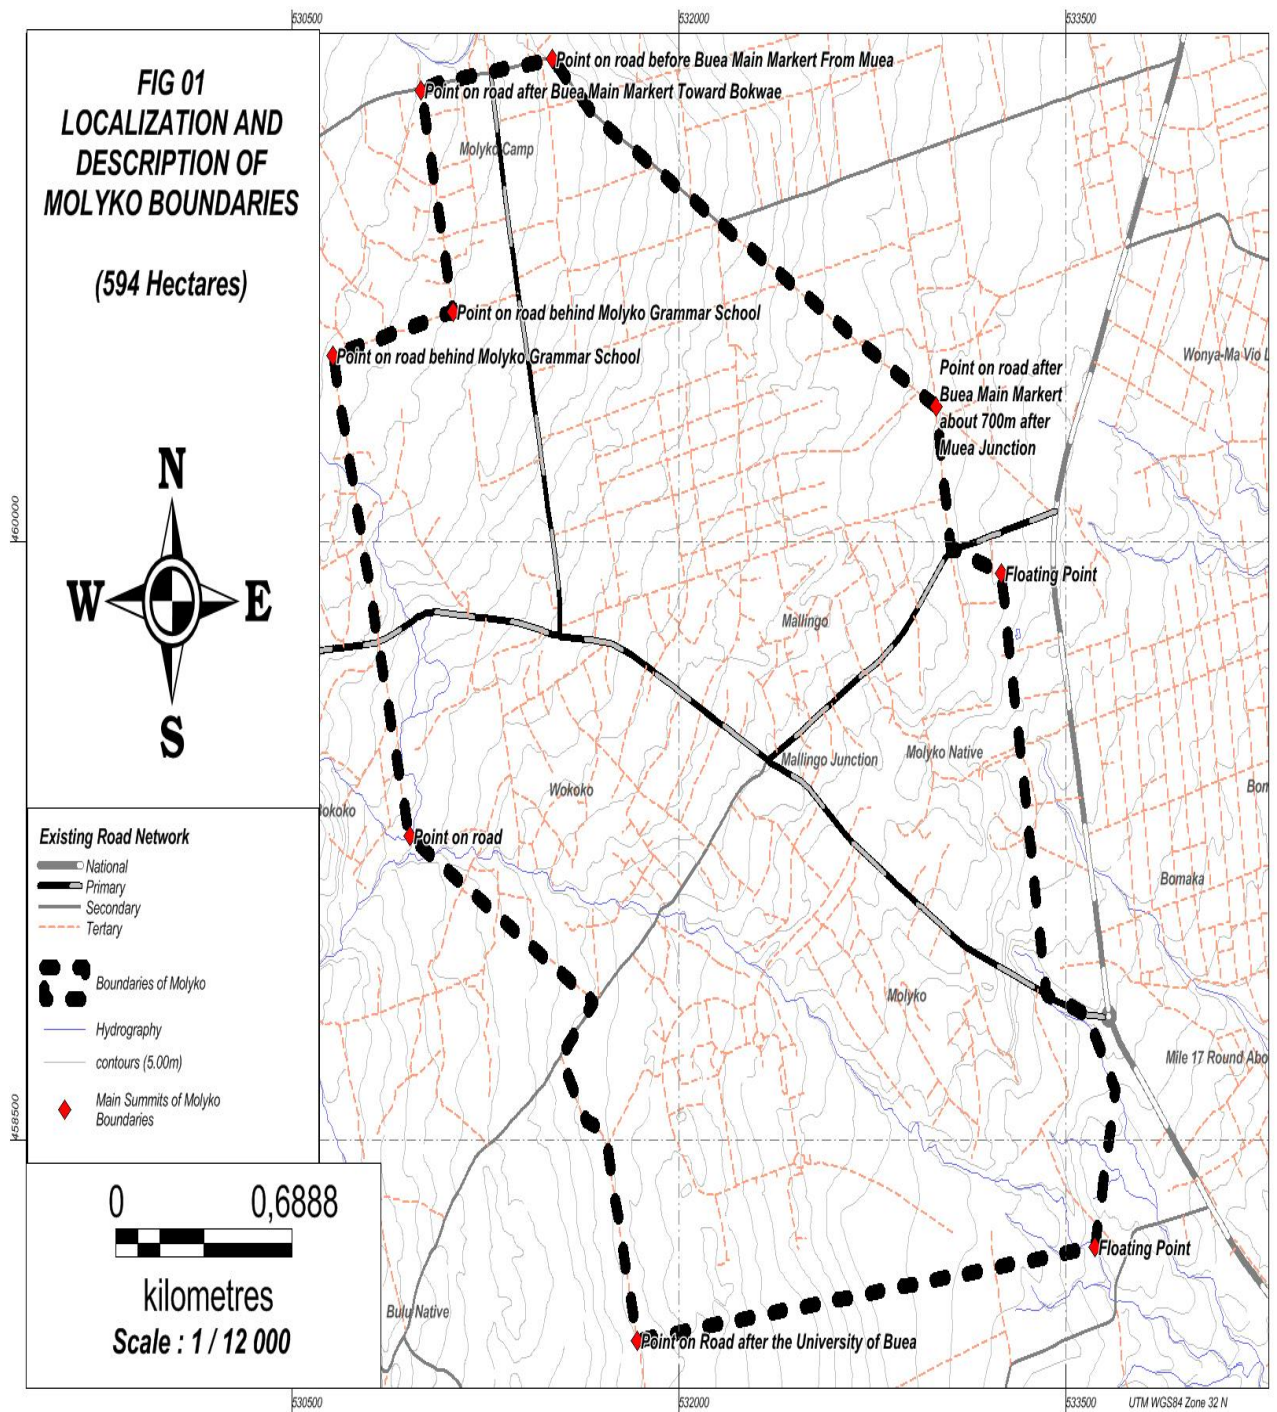 530500
532000
533500
FIG 01
LOCALIZATION AND
DESCRIPTION OF
MOLYKO BOUNDARIES
(594 Hectares)
Point on road before Buea Main Markert From Muea
Point on road after Buea Main Markert Toward Bokwae
Molyko Camp
Point on road behind Molyko Grammar School
Point on road behind Molyko Grammar School
Wonya-Ma Vio L
Point on road after
Buea Main Markert
about 700m after
Muea Junction
N
W
E
S
460000
Floating Point
Mallingo
Molyko Native
Mallingo Junction
Wokoko
Bom
okoko
Point on road
Bomaka
Molyko
Mile 17 Round Abo
Existing Road Network
National
Primary
Secondary
Tertary
Boundaries of Molyko
Hydrography
contours (5.00m)
Main Summits of Molyko
Boundaries
458500
0
0,6888
kilometres
Scale : 1 / 12 000
Floating Point
Bulu Native
Point on Road after the University of Buea
530500
532000
533500
UTM WGS84 Zone 32 N